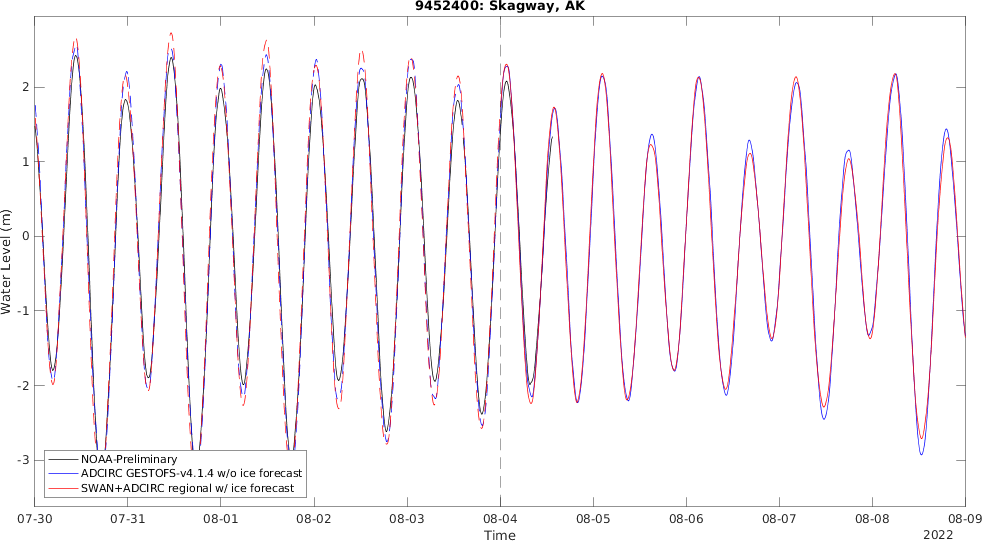 9452400: Skagway, AK
Water Level (m)
2
1
0
-1
-2
-3
NOAA-Preliminary
ADCIRC GESTOFS-v4.1.4 w/o ice forecast
SWAN+ADCIRC regional w/ ice forecast
07-30 07-31 08-01 08-02 08-03 08-04 08-05 08-06 08-07 08-08 08-09
Time
2022